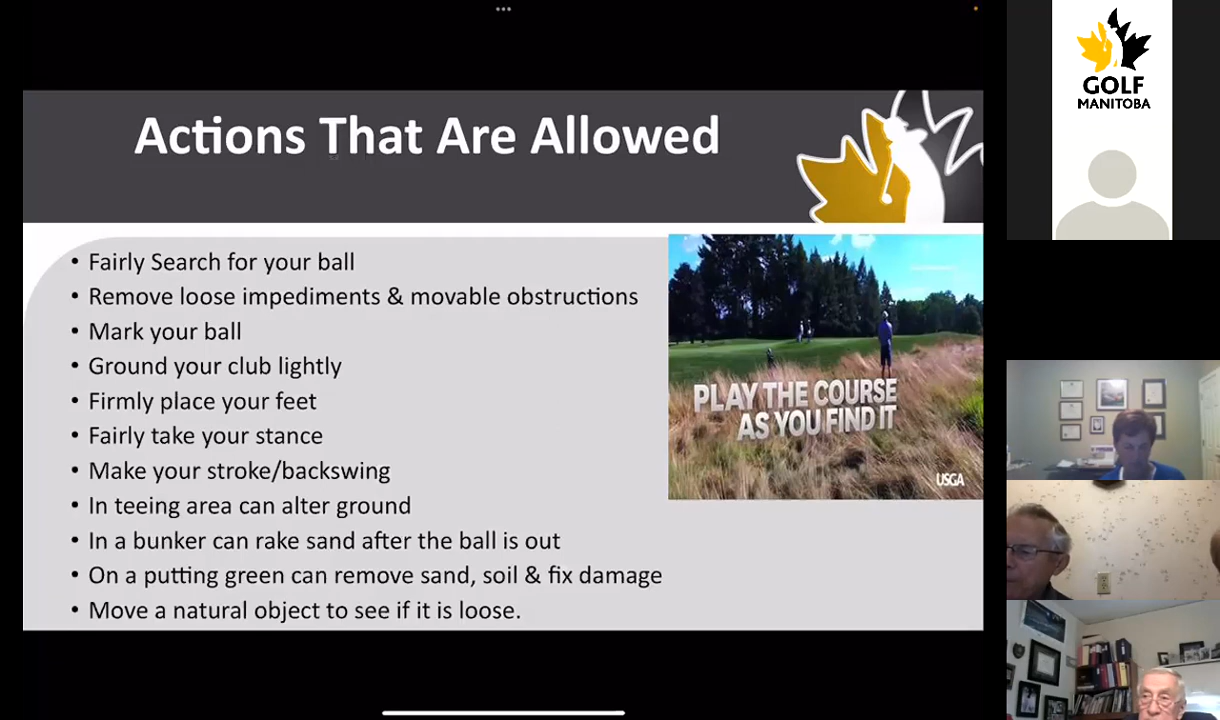 Actions That Are Allowed
• Fairly Search for your ball
• Remove loose impediments & movable obstructions
• Mark your ball
• Ground your club lightly
• Firmly place your feet
• Fairly take your stance
• Make your stroke/backswing
• In teeing area can alter ground
• In a bunker can rake sand after the ball is out
• On a putting green can remove sand, soil & fix damage
• Move a natural object to see if it is loose.
PLAY THE COURSE
AS YOU FIND IT
USGA
GOLF
MANITOBA